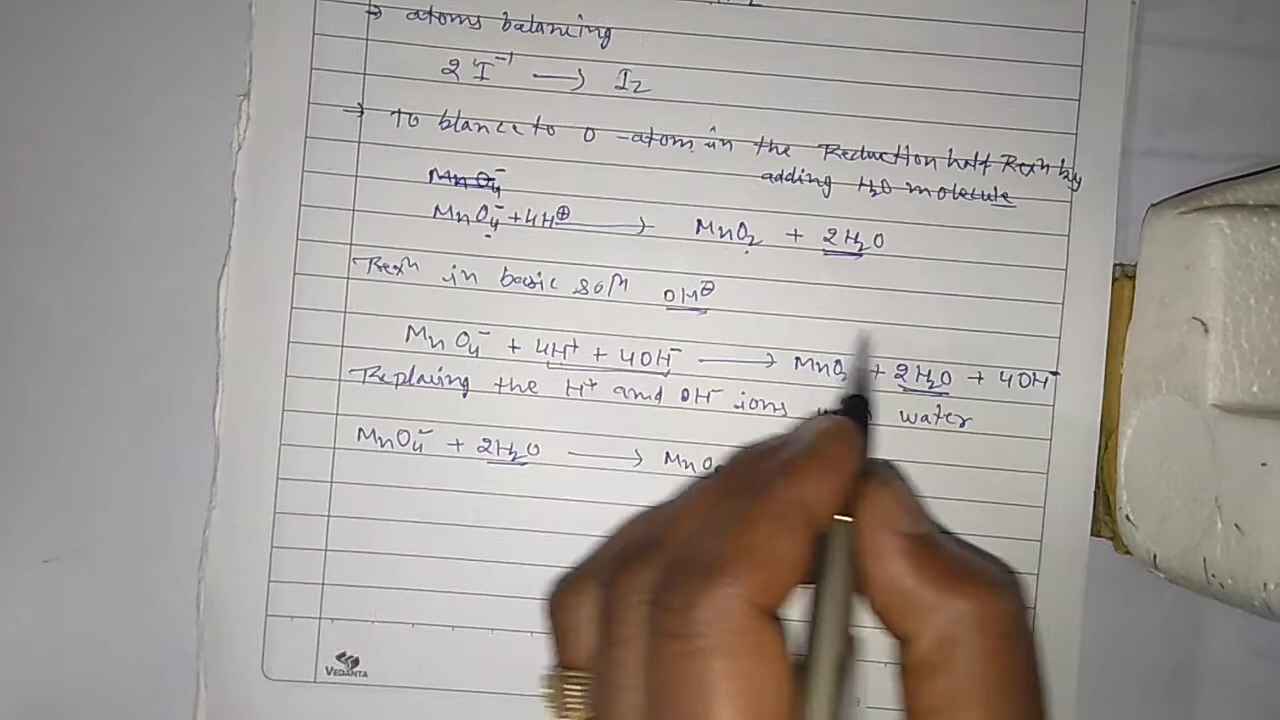 → atoms balancing
2 I⁻¹ → I₂
→ to blance to O -atom in the Reduction half Rexn by
adding H₂O molecule
MnO₄⁻
MnO₄⁻ + 4H⊕ → MnO₂ + 2H₂O
Rexn in basic soln OH⊖
MnO₄⁻ + 4H⁺ + 4OH⁻ → MnO₂ + 2H₂O + 4OH⁻
Replaing the H⁺ and OH⁻ ions water
MnO₄⁻ + 2H₂O → MnO
VEDANTA